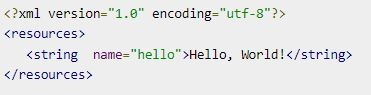 <?xml version="1.0" encoding="utf-8"?>
<resources>
<string name="hello">Hello, World!</string>
</resources>